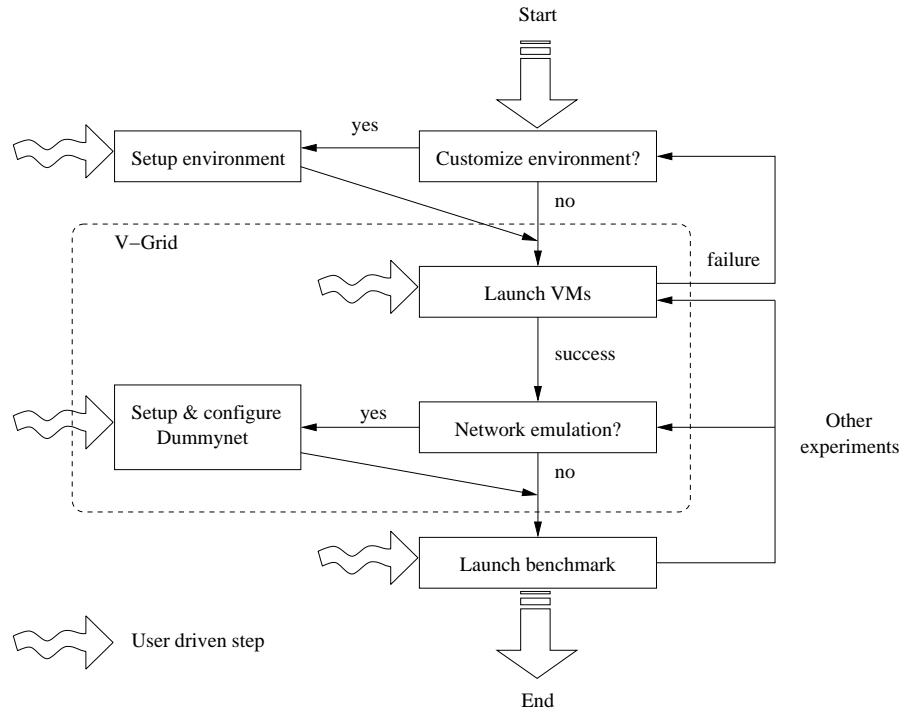 Start
yes
Setup environment
Customize environment?
no
V−Grid
failure
Launch VMs
success
Setup & configure
Dummynet
yes
Network emulation?
Other
experiments
no
Launch benchmark
User driven step
End